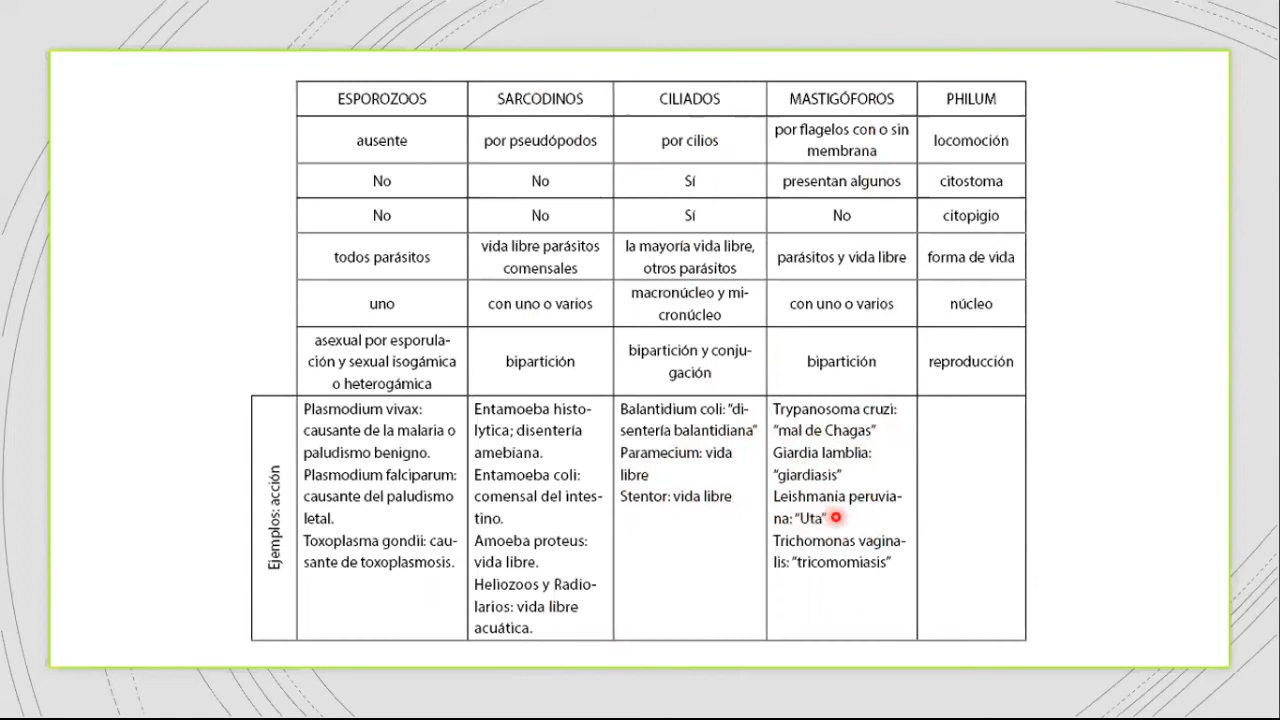 ESPOROZOOS SARCODINOS CILIADOS MASTIGÓFOROS PHILUM
ausente
por pseudópodos
por cilios
por flagelos con o sin
membrana
locomoción
No
No
Sí
presentan algunos
citostoma
No
No
Sí
No
citopigio
todos parásitos
vida libre parásitos
comensales
la mayoría vida libre,
otros parásitos
parásitos y vida libre
forma de vida
uno
con uno o varios
macronúcleo y mi-
cronúcleo
con uno o varios
núcleo
asexual por esporula-
ción y sexual isogámica
o heterogámica
bipartición
bipartición y conju-
gación
bipartición
reproducción
Ejemplos: acción
Plasmodium vivax:
causante de la malaria o
paludismo benigno.
Plasmodium falciparum:
causante del paludismo
letal.
Toxoplasma gondii: cau-
sante de toxoplasmosis.
Entamoeba histo-
lytica; disentería
amebiana.
Entamoeba coli:
comensal del intes-
tino.
Amoeba proteus:
vida libre.
Heliozoos y Radio-
larios: vida libre
acuática.
Balantidium coli: "di-
sentería balantidiana"
Paramecium: vida
libre
Stentor: vida libre
Trypanosoma cruzi:
"mal de Chagas"
Giardia lamblia:
"giardiasis"
Leishmania peruvia-
na: "Uta"
Trichomonas vagina-
lis: "tricomomiasis"